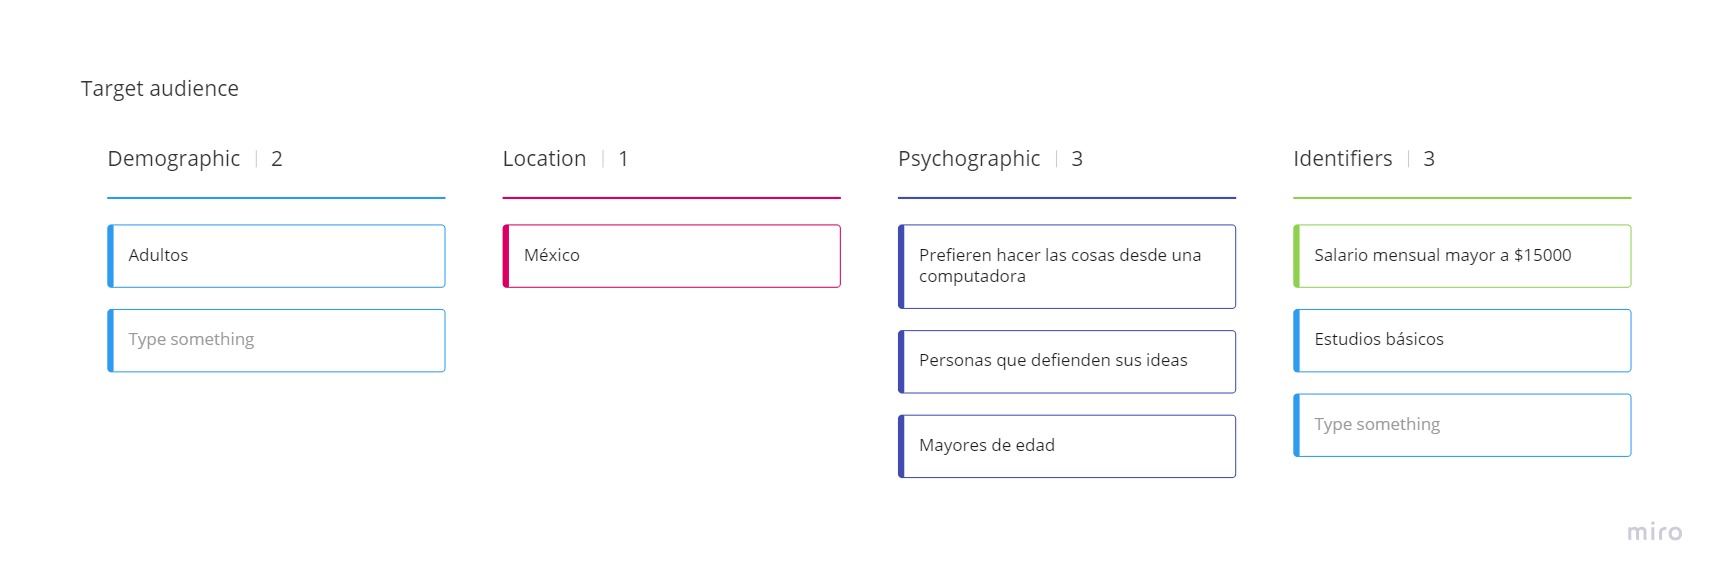 Target audience
Demographic | 2
Adultos
Type something
Location | 1
México
Psychographic | 3
Prefieren hacer las cosas desde una
computadora
Personas que defienden sus ideas
Mayores de edad
Identifiers | 3
Salario mensual mayor a $15000
Estudios básicos
Type something
miro